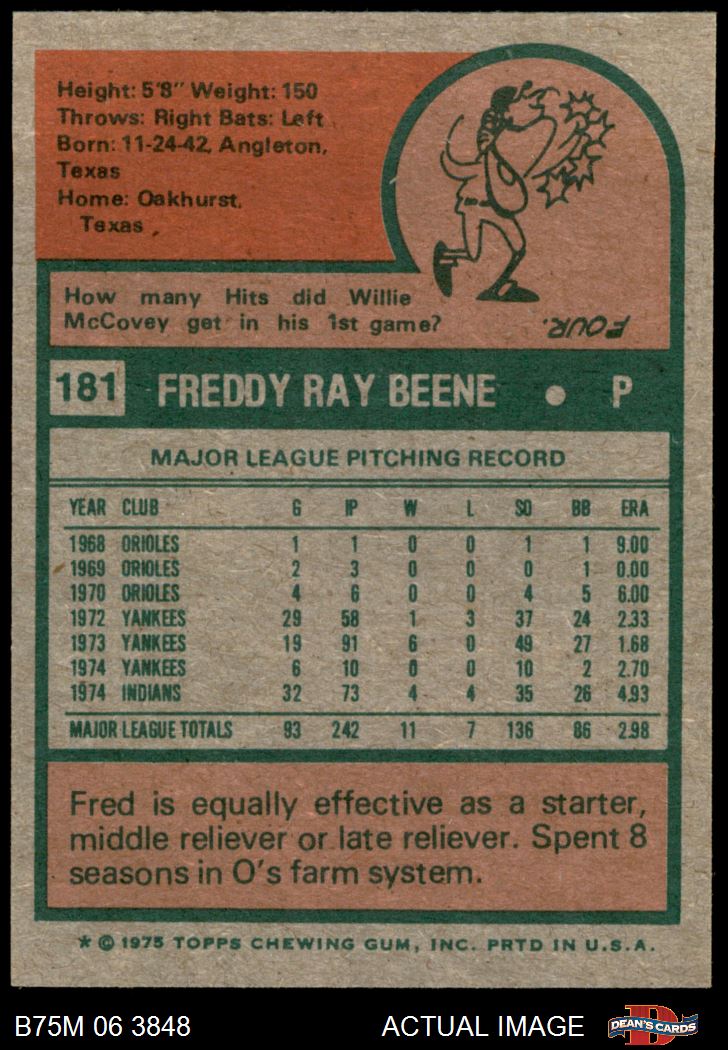 Height: 5'8" Weight: 150
Throws: Right Bats: Left
Born: 11-24-42, Angleton,
Texas
Home: Oakhurst,
Texas
How many Hits did Willie
McCovey get in his 1st game?
FOUR.
181 FREDDY RAY BEENE • P
MAJOR LEAGUE PITCHING RECORD
YEAR CLUB G IP W L SO BB ERA
1968 ORIOLES 1 1 0 0 1 1 9.00
1969 ORIOLES 2 3 0 0 0 1 0.00
1970 ORIOLES 4 6 0 0 4 5 6.00
1972 YANKEES 29 58 1 3 37 24 2.33
1973 YANKEES 19 91 6 0 49 27 1.68
1974 YANKEES 6 10 0 0 10 2 2.70
1974 INDIANS 32 73 4 4 35 26 4.93
MAJOR LEAGUE TOTALS 93 242 11 7 136 86 2.98
Fred is equally effective as a starter,
middle reliever or late reliever. Spent 8
seasons in O's farm system.
* © 1975 TOPPS CHEWING GUM, INC. PRTD IN U.S.A.
B75M 06 3848 ACTUAL IMAGE D DEAN'S CARDS